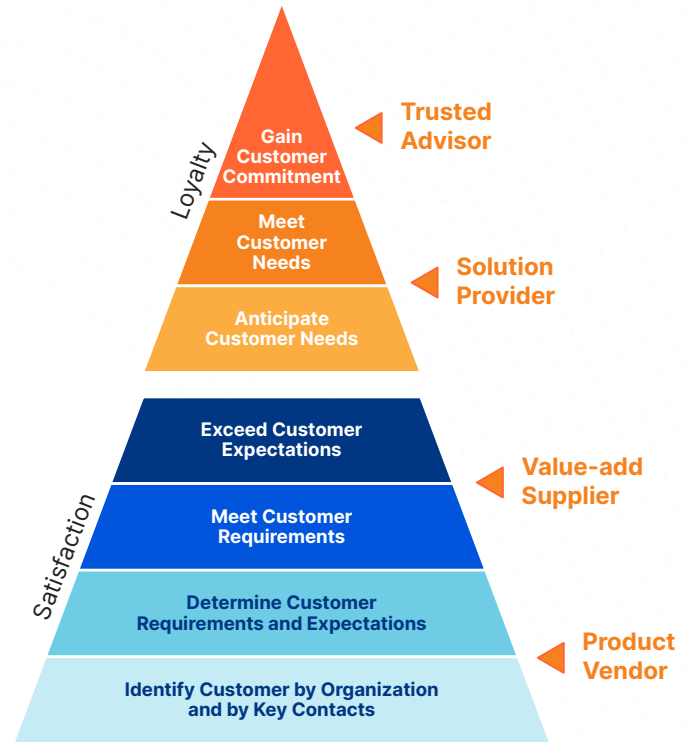 Trusted
Advisor
Gain
Customer
Commitment
Loyalty
Meet
Customer
Needs
Solution
Provider
Anticipate
Customer Needs
Exceed Customer
Expectations
Value-add
Supplier
Meet Customer
Requirements
Satisfaction
Determine Customer
Requirements and Expectations
Product
Vendor
Identify Customer by Organization
and by Key Contacts